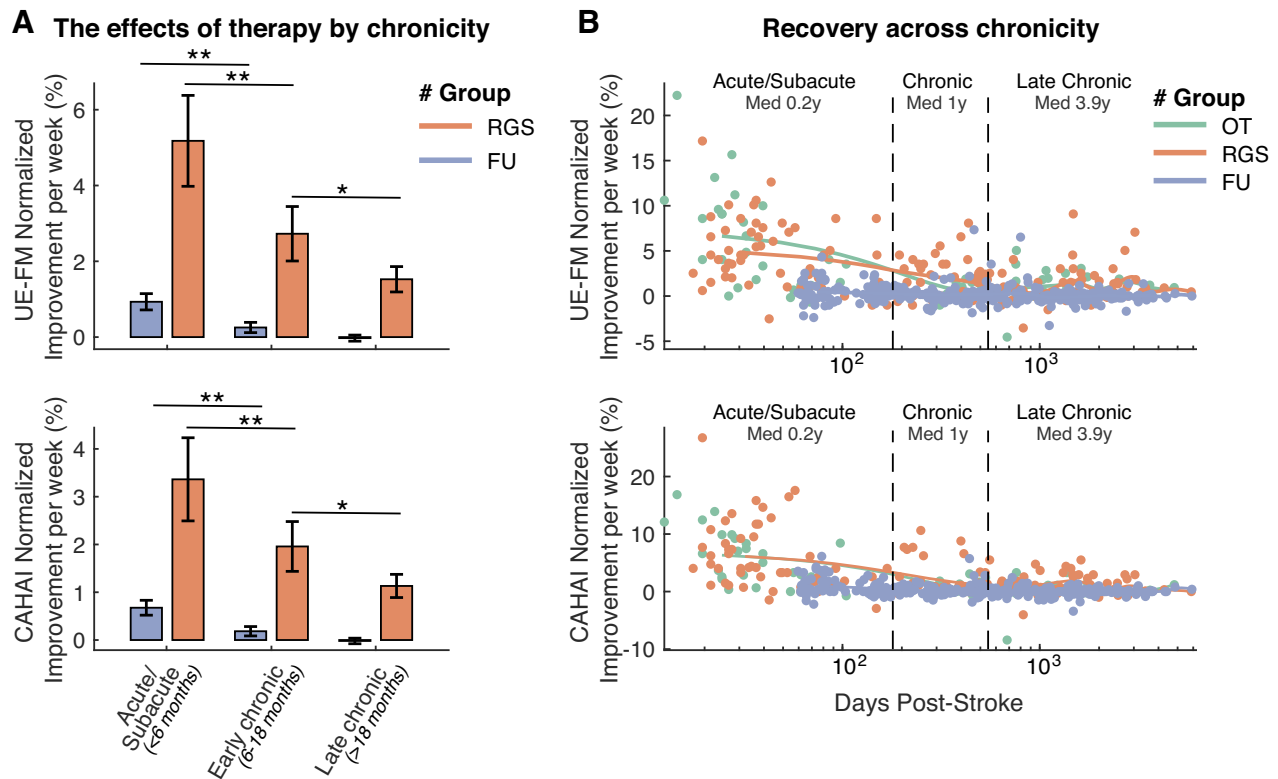 A The effects of therapy by chronicity
**
**
*
UE-FM Normalized
Improvement per week (%)
6
4
2
0
# Group
RGS
FU
**
**
*
CAHAI Normalized
Improvement per week (%)
4
3
2
1
0
Acute/
Subacute
(<6 months)
Early chronic
(6-18 months)
Late chronic
(>18 months)
B Recovery across chronicity
Acute/Subacute
Med 0.2y
Chronic
Med 1y
Late Chronic
Med 3.9y
# Group
OT
RGS
FU
UE-FM Normalized
Improvement per week (%)
20
15
10
5
0
-5
10²
10³
Acute/Subacute
Med 0.2y
Chronic
Med 1y
Late Chronic
Med 3.9y
CAHAI Normalized
Improvement per week (%)
20
10
0
-10
10²
10³
Days Post-Stroke